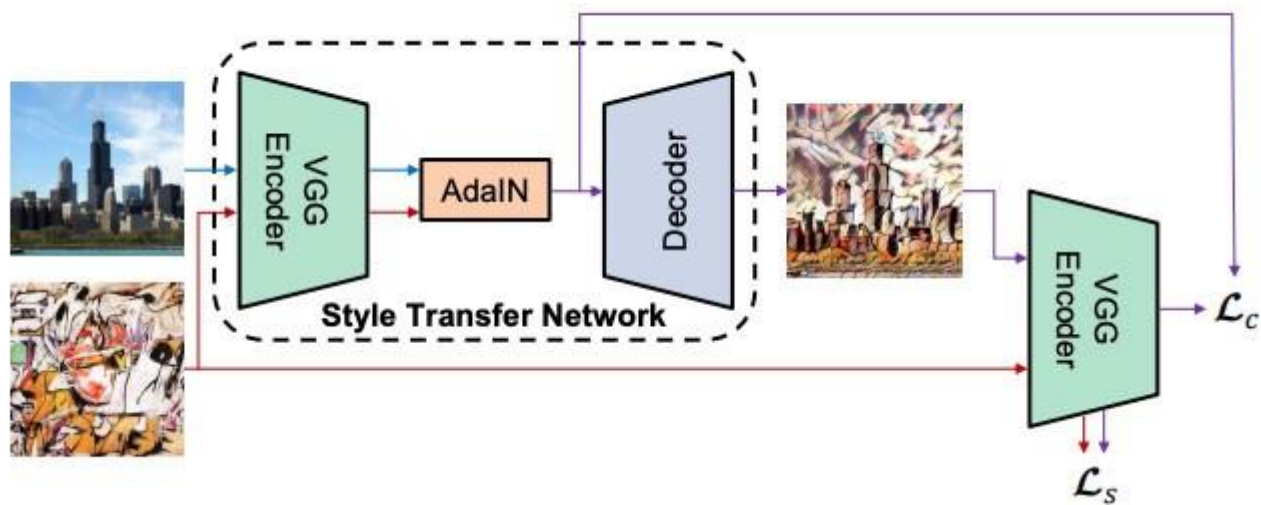 VGG
Encoder
AdaIN
Decoder
Style Transfer Network
VGG
Encoder
ℒc
ℒs